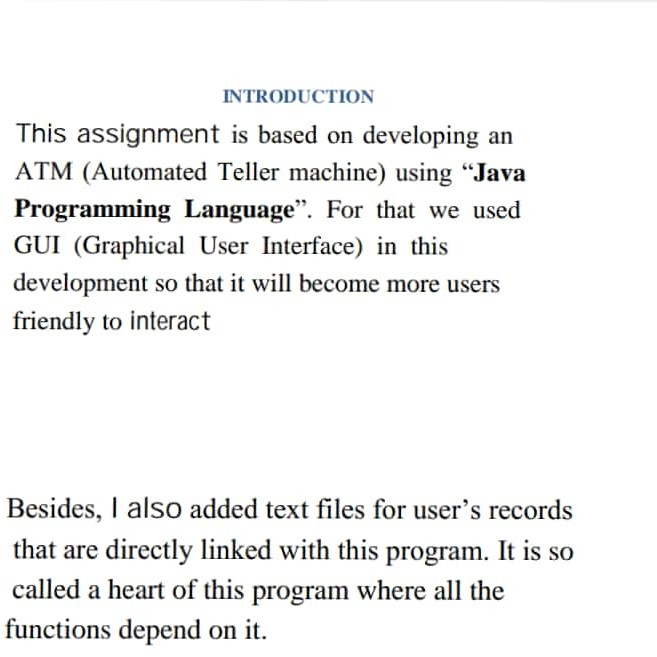 INTRODUCTION
This assignment is based on developing an
ATM (Automated Teller machine) using “Java
Programming Language”. For that we used
GUI (Graphical User Interface) in this
development so that it will become more users
friendly to interact
Besides, I also added text files for user’s records
that are directly linked with this program. It is so
called a heart of this program where all the
functions depend on it.